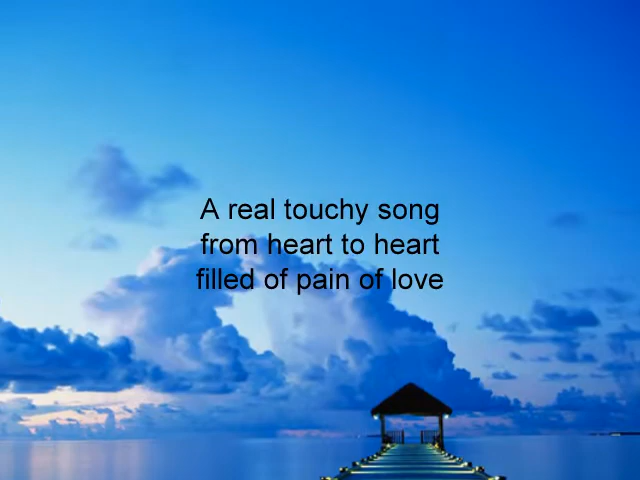 A real touchy song
from heart to heart
filled of pain of love